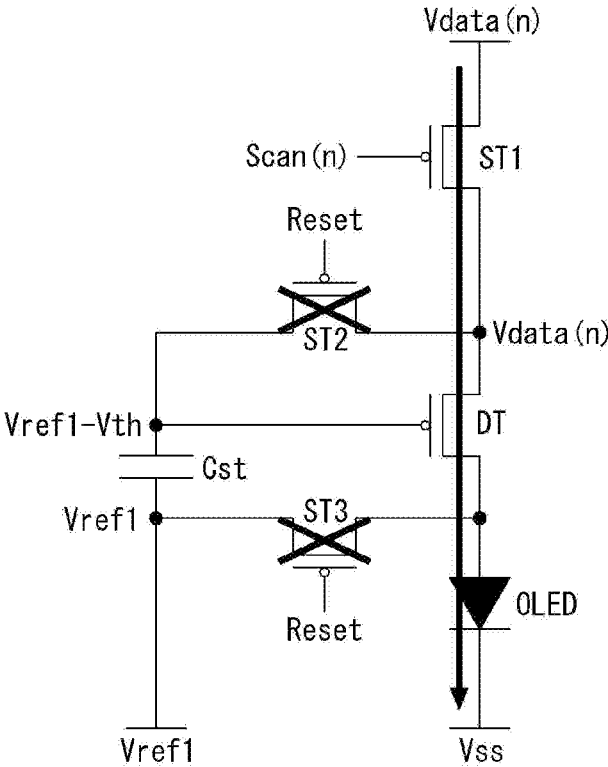 Vdata(n)
Scan(n)
ST1
Reset
ST2
Vdata(n)
Vref1-Vth
DT
Cst
Vref1
ST3
OLED
Reset
Vref1
Vss